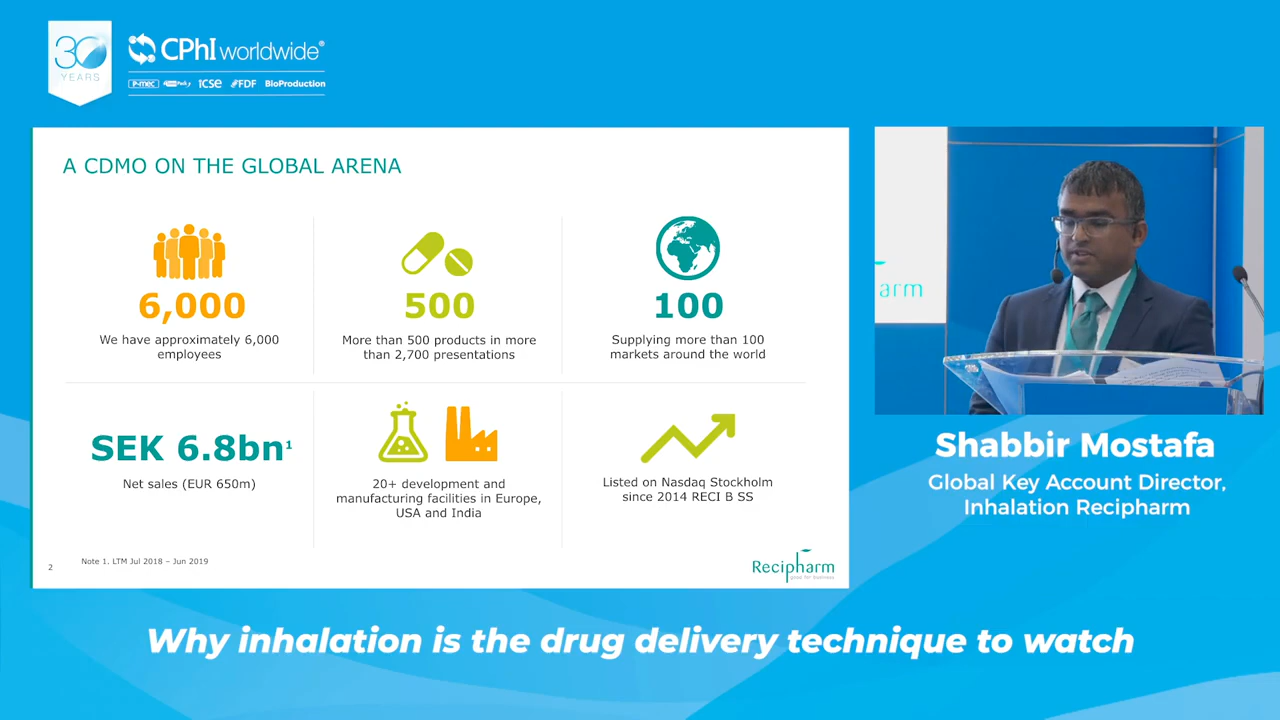 30
YEARS
CPhI worldwide®
P-MEC
ICSE
FDF
BioProduction
A CDMO ON THE GLOBAL ARENA
6,000
We have approximately 6,000
employees
500
More than 500 products in more
than 2,700 presentations
100
Supplying more than 100
markets around the world
SEK 6.8bn¹
Net sales (EUR 650m)
20+ development and
manufacturing facilities in Europe,
USA and India
Listed on Nasdaq Stockholm
since 2014 RECI B SS
Note 1. LTM Jul 2018 – Jun 2019
2
Recipharm
good for business
arm
Shabbir Mostafa
Global Key Account Director,
Inhalation Recipharm
Why inhalation is the drug delivery technique to watch